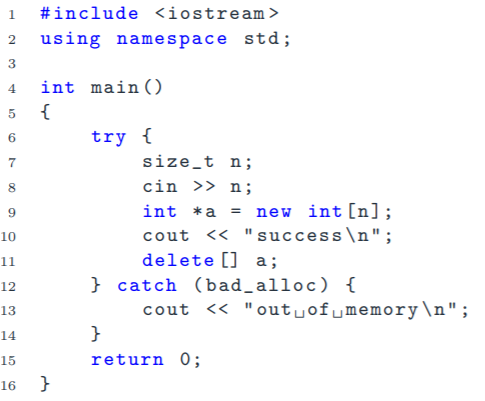 1 #include <iostream>
2 using namespace std;
3
4 int main()
5 {
6     try {
7         size_t n;
8         cin >> n;
9         int *a = new int[n];
10         cout << "success\n";
11         delete[] a;
12     } catch (bad_alloc) {
13         cout << "out␣of␣memory\n";
14     }
15     return 0;
16 }